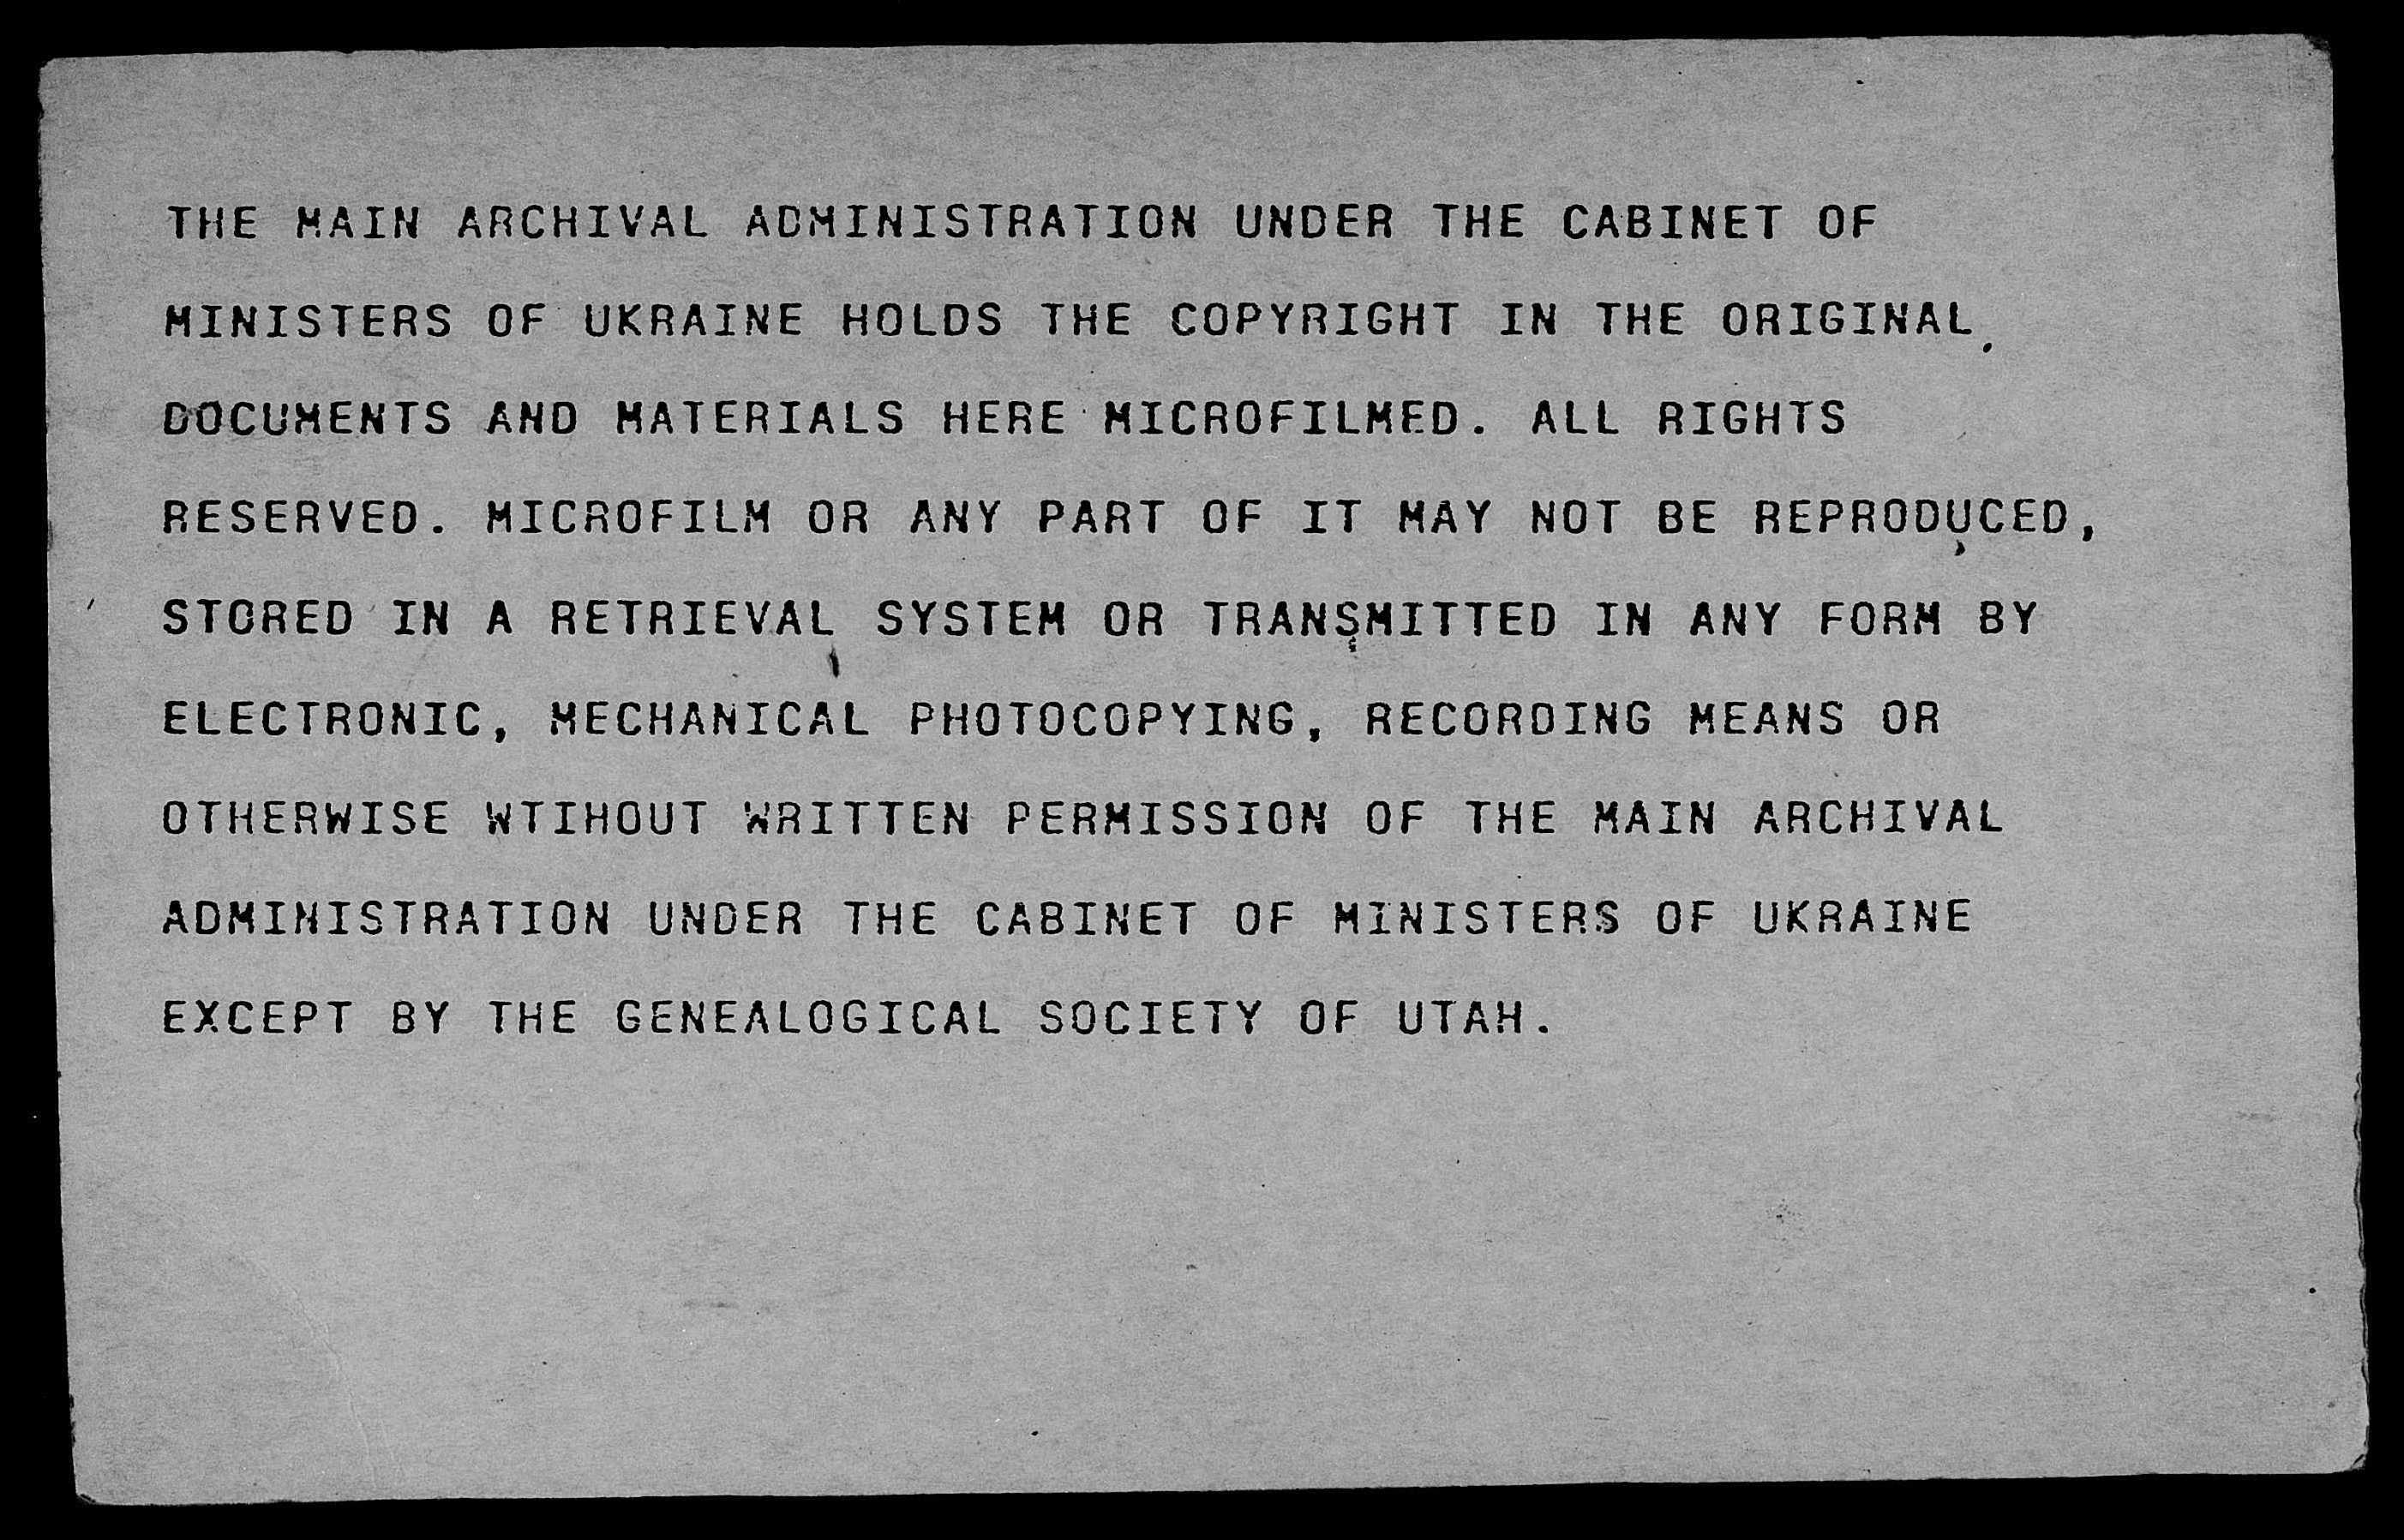 THE MAIN ARCHIVAL ADMINISTRATION UNDER THE CABINET OF
MINISTERS OF UKRAINE HOLDS THE COPYRIGHT IN THE ORIGINAL
DOCUMENTS AND MATERIALS HERE MICROFILMED. ALL RIGHTS
RESERVED. MICROFILM OR ANY PART OF IT MAY NOT BE REPRODUCED,
STORED IN A RETRIEVAL SYSTEM OR TRANSMITTED IN ANY FORM BY
ELECTRONIC, MECHANICAL PHOTOCOPYING, RECORDING MEANS OR
OTHERWISE WTIHOUT WRITTEN PERMISSION OF THE MAIN ARCHIVAL
ADMINISTRATION UNDER THE CABINET OF MINISTERS OF UKRAINE
EXCEPT BY THE GENEALOGICAL SOCIETY OF UTAH.